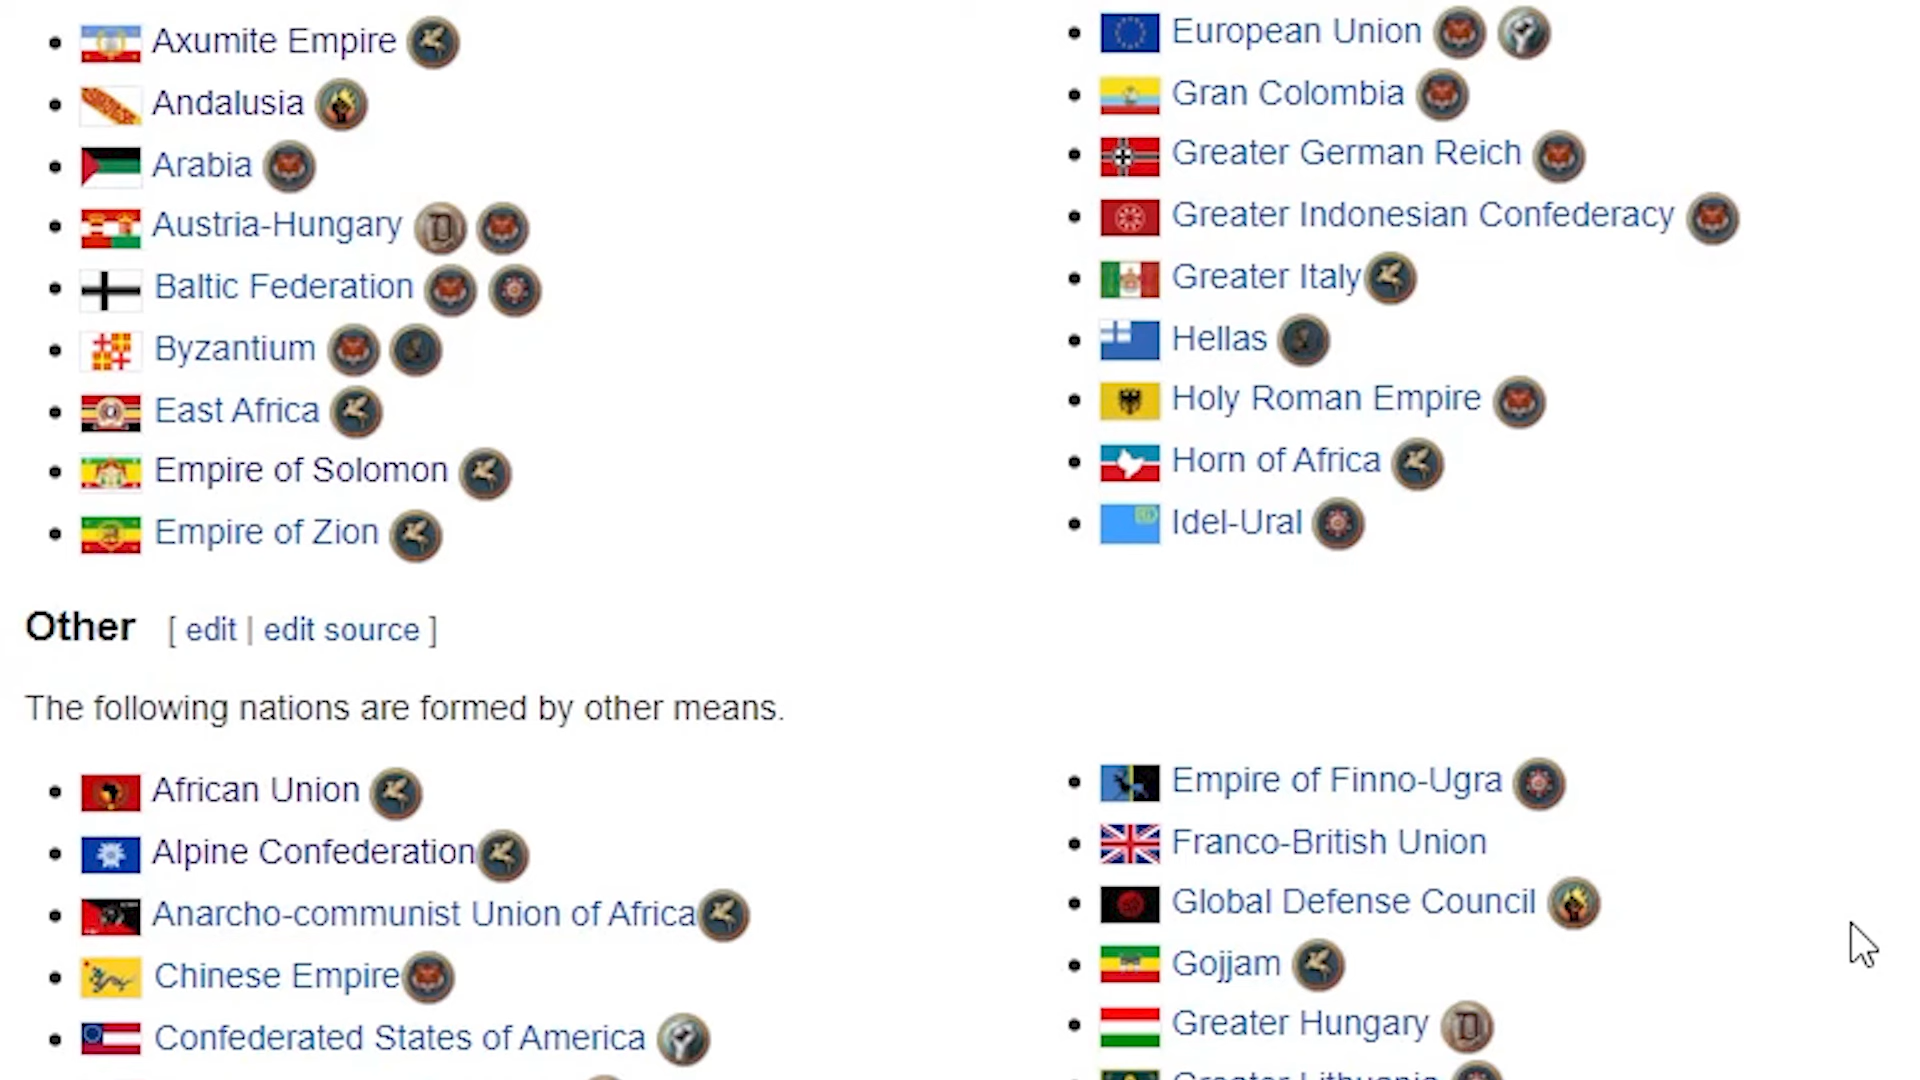 Axumite Empire
Andalusia
Arabia
Austria-Hungary
Baltic Federation
Byzantium
East Africa
Empire of Solomon
Empire of Zion
European Union
Gran Colombia
Greater German Reich
Greater Indonesian Confederacy
Greater Italy
Hellas
Holy Roman Empire
Horn of Africa
Idel-Ural
Other [ edit | edit source ]
The following nations are formed by other means.
African Union
Alpine Confederation
Anarcho-communist Union of Africa
Chinese Empire
Confederated States of America
Empire of Finno-Ugra
Franco-British Union
Global Defense Council
Gojjam
Greater Hungary
Greater Lithuania